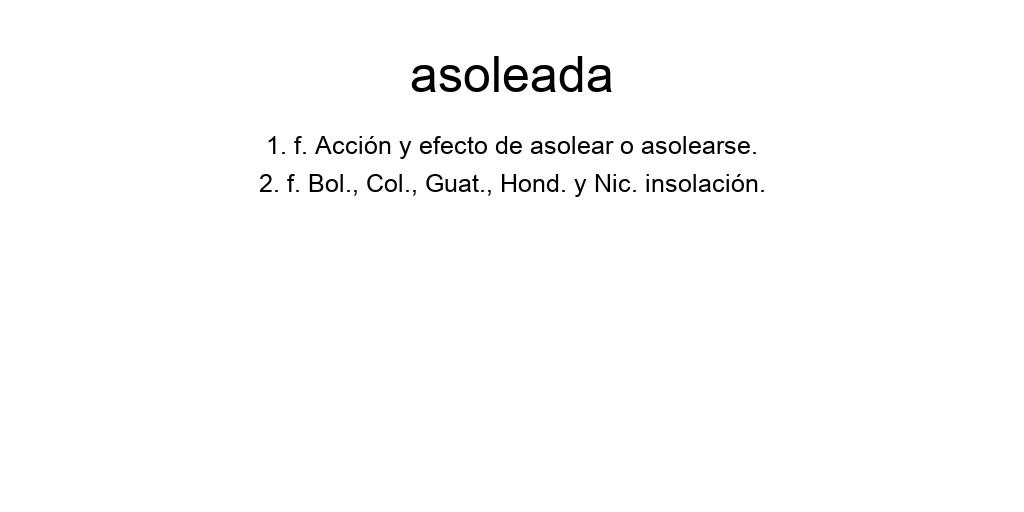 asoleada
1. f. Acción y efecto de asolear o asolearse.
2. f. Bol., Col., Guat., Hond. y Nic. insolación.